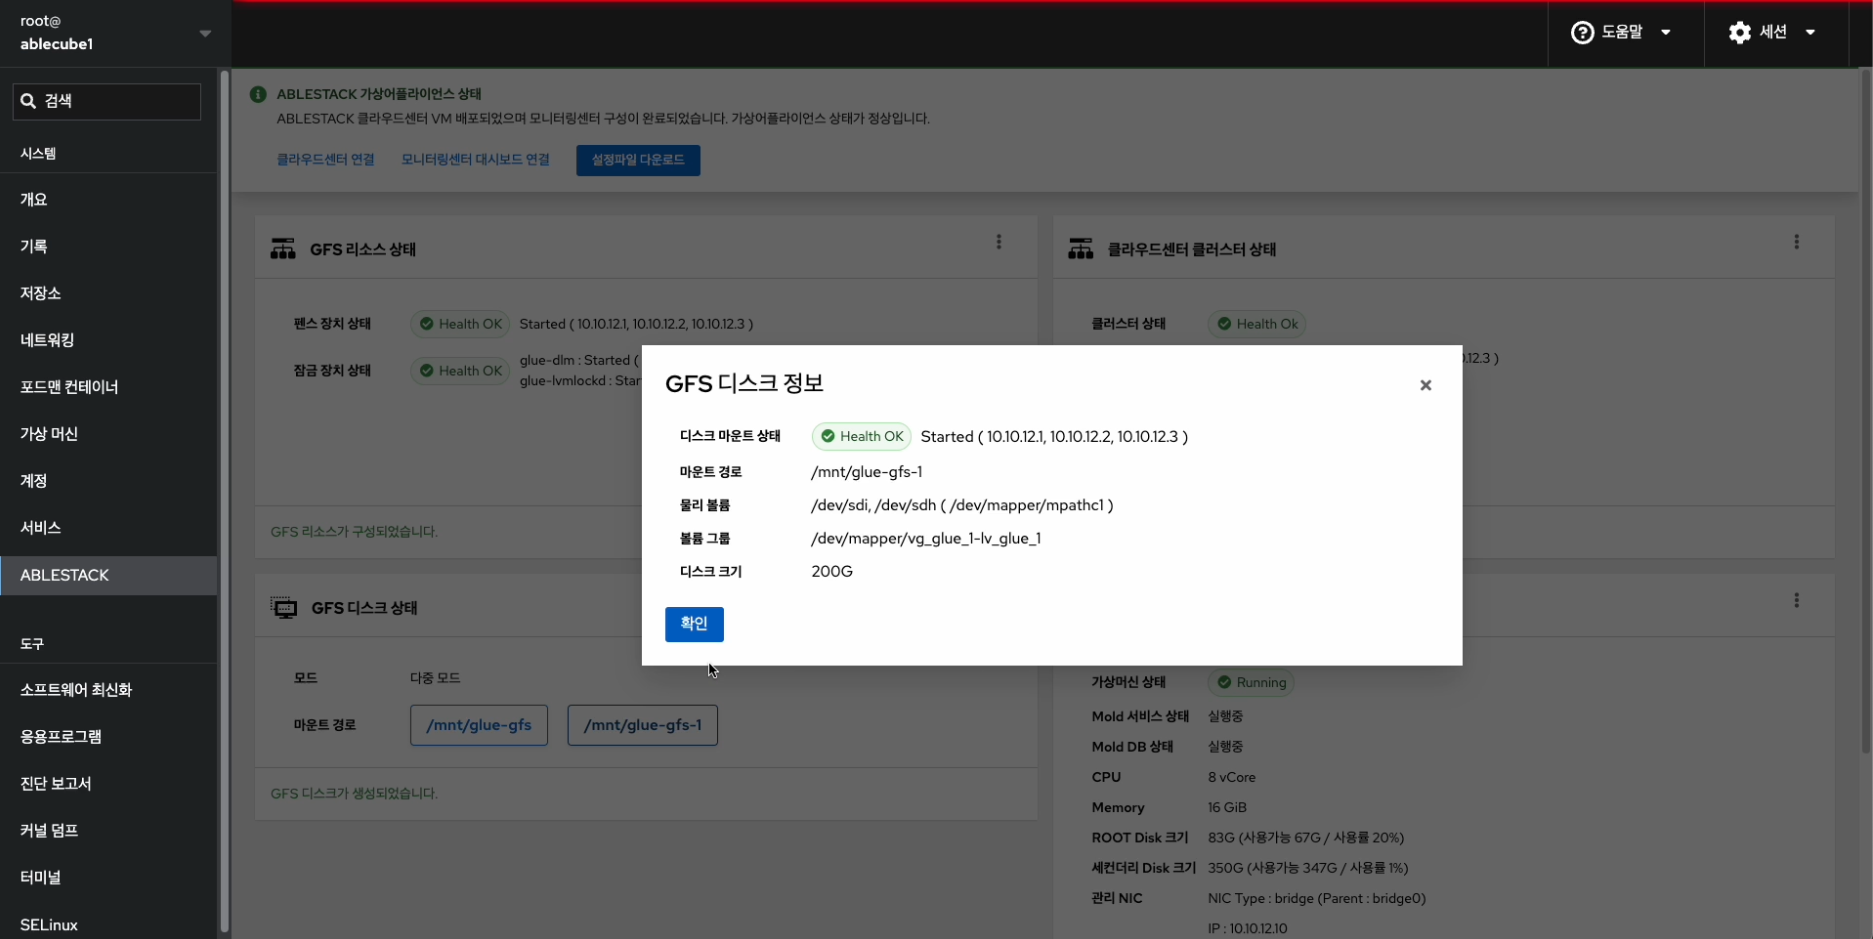 root@
ablecube1
도움말
세션
검색
시스템
개요
기록
저장소
네트워킹
포드맨 컨테이너
가상 머신
계정
서비스
ABLESTACK
도구
소프트웨어 최신화
응용프로그램
진단 보고서
커널 덤프
터미널
SELinux
ABLESTACK 가상어플라이언스 상태
ABLESTACK 클라우드센터 VM 배포되었으며 모니터링센터 구성이 완료되었습니다. 가상어플라이언스 상태가 정상입니다.
클라우드센터 연결 모니터링센터 대시보드 연결 설정파일 다운로드
GFS 리소스 상태
펜스 장치 상태 Health OK Started ( 10.10.12.1, 10.10.12.2, 10.10.12.3 )
잠금 장치 상태 Health OK glue-dlm : Started (
glue-lvmlockd : Star
GFS 리소스가 구성되었습니다.
클라우드센터 클러스터 상태
클러스터 상태 Health Ok
.12.3 )
GFS 디스크 정보
디스크 마운트 상태 Health OK Started ( 10.10.12.1, 10.10.12.2, 10.10.12.3 )
마운트 경로 /mnt/glue-gfs-1
물리 볼륨 /dev/sdi, /dev/sdh ( /dev/mapper/mpathc1 )
볼륨 그룹 /dev/mapper/vg_glue_1-lv_glue_1
디스크 크기 200G
확인
GFS 디스크 상태
모드 다중 모드
마운트 경로 /mnt/glue-gfs /mnt/glue-gfs-1
GFS 디스크가 생성되었습니다.
가상머신 상태 Running
Mold 서비스 상태 실행중
Mold DB 상태 실행중
CPU 8 vCore
Memory 16 GiB
ROOT Disk 크기 83G (사용가능 67G / 사용률 20%)
세컨더리 Disk 크기 350G (사용가능 347G / 사용률 1%)
관리 NIC NIC Type : bridge (Parent : bridge0)
IP : 10.10.12.10